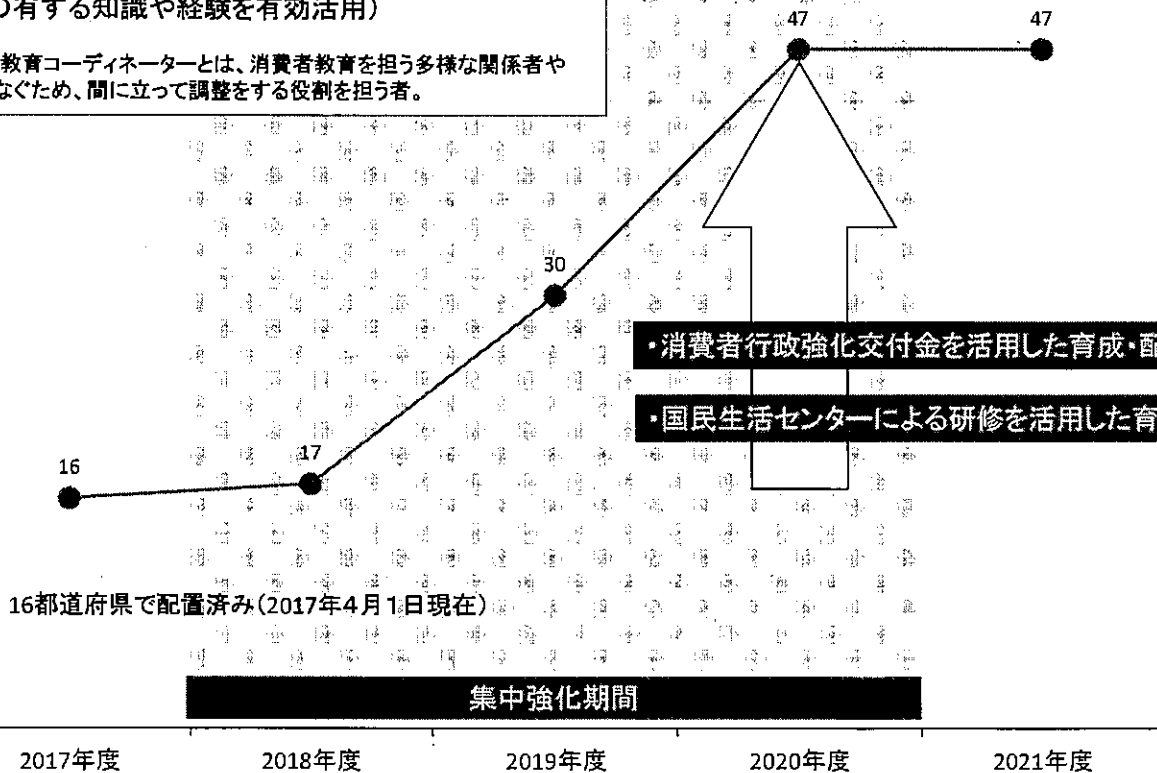 の有する知識や経験を有効活用）
教育コーディネーターとは、消費者教育を担う多様な関係者や
なぐため、間に立って調整をする役割を担う者。
47
47
30
・消費者行政強化交付金を活用した育成・配
・国民生活センターによる研修を活用した育
17
16
16都道府県で配置済み（2017年4月1日現在）
集中強化期間
2017年度
2018年度
2019年度
2020年度
2021年度